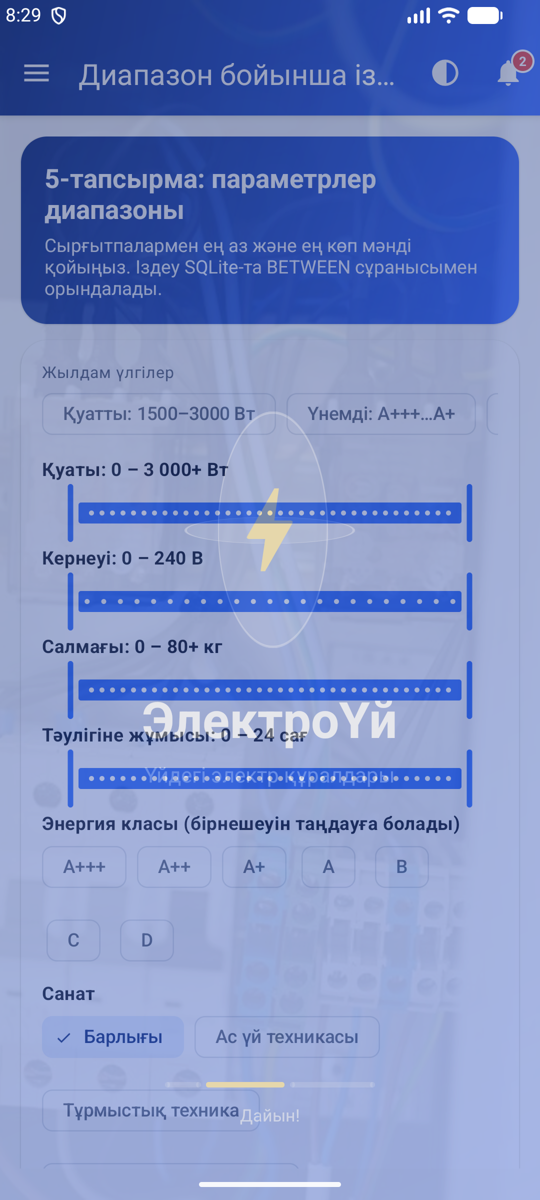 8:29
Диапазон бойынша із...
2
5-тапсырма: параметрлер
диапазоны
Сырғытпалармен ең аз және ең көп мәнді
қойыңыз. Іздеу SQLite-та BETWEEN сұранысымен
орындалады.
Жылдам үлгілер
Қуатты: 1500–3000 Вт
Үнемді: A+++…A+
Қуаты: 0 – 3 000+ Вт
Кернеуі: 0 – 240 В
Салмағы: 0 – 80+ кг
ЭлектроҮй
Тәулігіне жұмысы: 0 – 24 сағ
Үйдегі электр құралдары
Энергия класы (бірнешеуін таңдауға болады)
A+++
A++
A+
A
B
C
D
Санат
Барлығы
Ас үй техникасы
Тұрмыстық техника
Дайын!